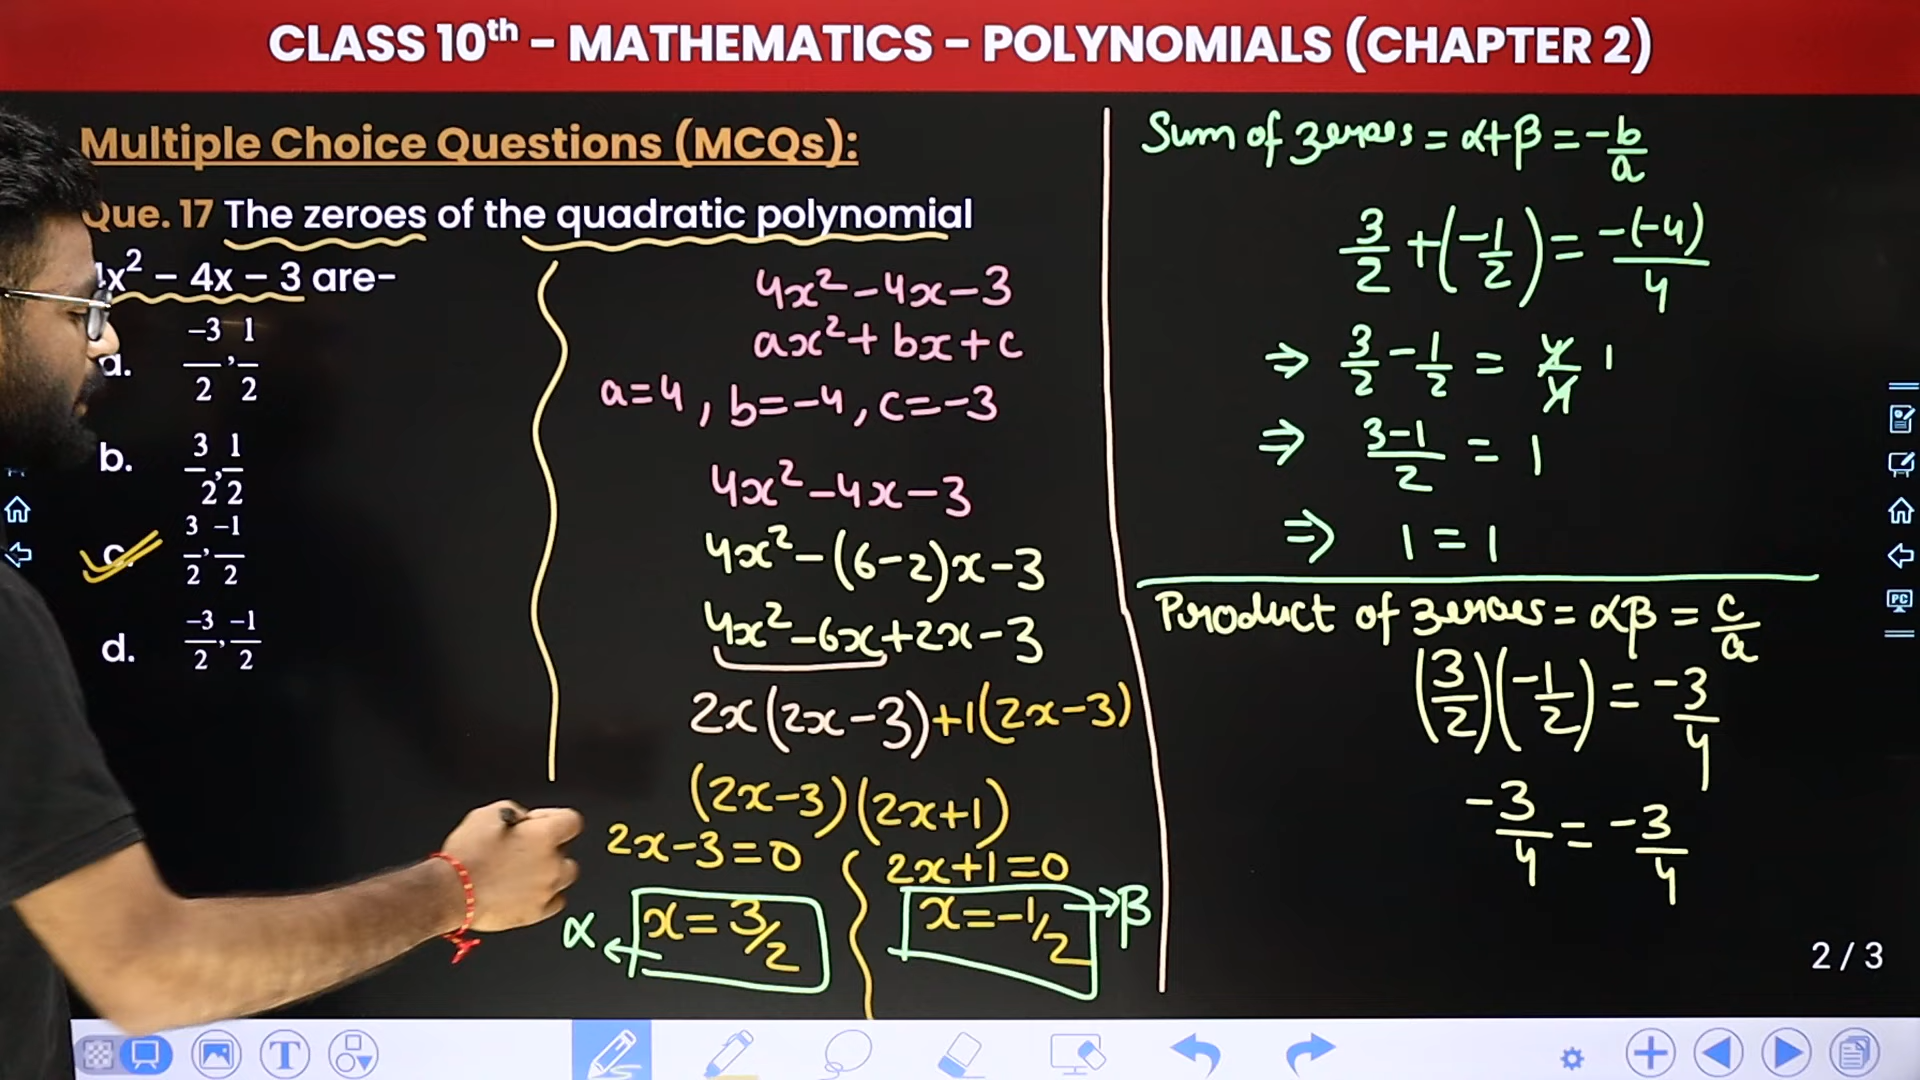 CLASS 10th - MATHEMATICS - POLYNOMIALS (CHAPTER 2)
Multiple Choice Questions (MCQs):
Que. 17 The zeroes of the quadratic polynomial
x² − 4x − 3 are-
a. −3/2, 1/2
b. 3/2, 1/2
c. 3/2, −1/2
d. −3/2, −1/2
4x² − 4x − 3
ax² + bx + c
a=4, b=−4, c=−3
4x² − 4x − 3
4x² − (6−2)x − 3
4x² − 6x + 2x − 3
2x(2x−3) + 1(2x−3)
(2x−3)(2x+1)
2x−3=0
2x+1=0
α ← x=3/2
x=−1/2 → β
Sum of zeroes = α+β = −b/a
3/2 + (−1/2) = −(−4)/4
⇒ 3/2 − 1/2 = 4/4 1
⇒ 3−1/2 = 1
⇒ 1 = 1
Product of zeroes = αβ = c/a
(3/2)(−1/2) = −3/4
−3/4 = −3/4
2 / 3
T
PC